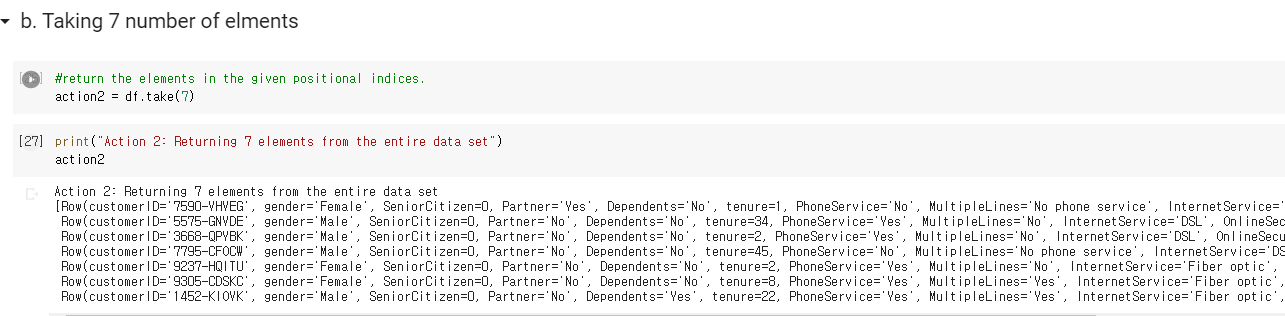 b. Taking 7 number of elments
#return the elements in the given positional indices.
action2 = df.take(7)
[27] print("Action 2: Returning 7 elements from the entire data set")
action2
Action 2: Returning 7 elements from the entire data set
[Row(customerID='7590-VHVEG', gender='Female', SeniorCitizen=0, Partner='Yes', Dependents='No', tenure=1, PhoneService='No', MultipleLines='No phone service', InternetService='
Row(customerID='5575-GNVDE', gender='Male', SeniorCitizen=0, Partner='No', Dependents='No', tenure=34, PhoneService='Yes', MultipleLines='No', InternetService='DSL', OnlineSec
Row(customerID='3668-QPYBK', gender='Male', SeniorCitizen=0, Partner='No', Dependents='No', tenure=2, PhoneService='Yes', MultipleLines='No', InternetService='DSL', OnlineSecu
Row(customerID='7795-CFOCW', gender='Male', SeniorCitizen=0, Partner='No', Dependents='No', tenure=45, PhoneService='No', MultipleLines='No phone service', InternetService='DS
Row(customerID='9237-HQITU', gender='Female', SeniorCitizen=0, Partner='No', Dependents='No', tenure=2, PhoneService='Yes', MultipleLines='No', InternetService='Fiber optic',
Row(customerID='9305-CDSKC', gender='Female', SeniorCitizen=0, Partner='No', Dependents='No', tenure=8, PhoneService='Yes', MultipleLines='Yes', InternetService='Fiber optic',
Row(customerID='1452-KIOVK', gender='Male', SeniorCitizen=0, Partner='No', Dependents='Yes', tenure=22, PhoneService='Yes', MultipleLines='Yes', InternetService='Fiber optic',